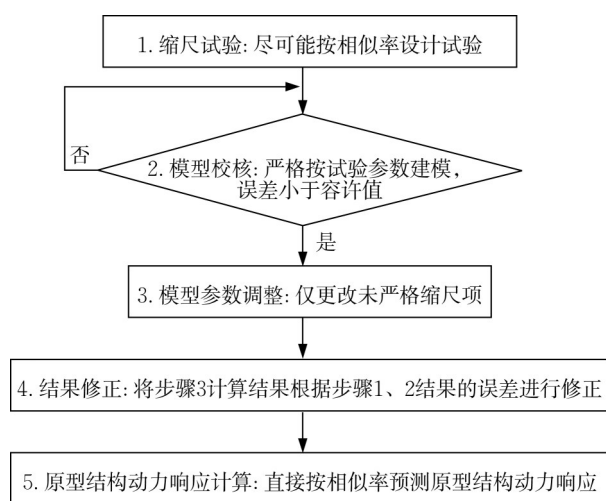 1. 缩尺试验: 尽可能按相似率设计试验
否
2. 模型校核: 严格按试验参数建模,
误差小于容许值
是
3. 模型参数调整: 仅更改未严格缩尺项
4. 结果修正: 将步骤3计算结果根据步骤1、2结果的误差进行修正
5. 原型结构动力响应计算: 直接按相似率预测原型结构动力响应